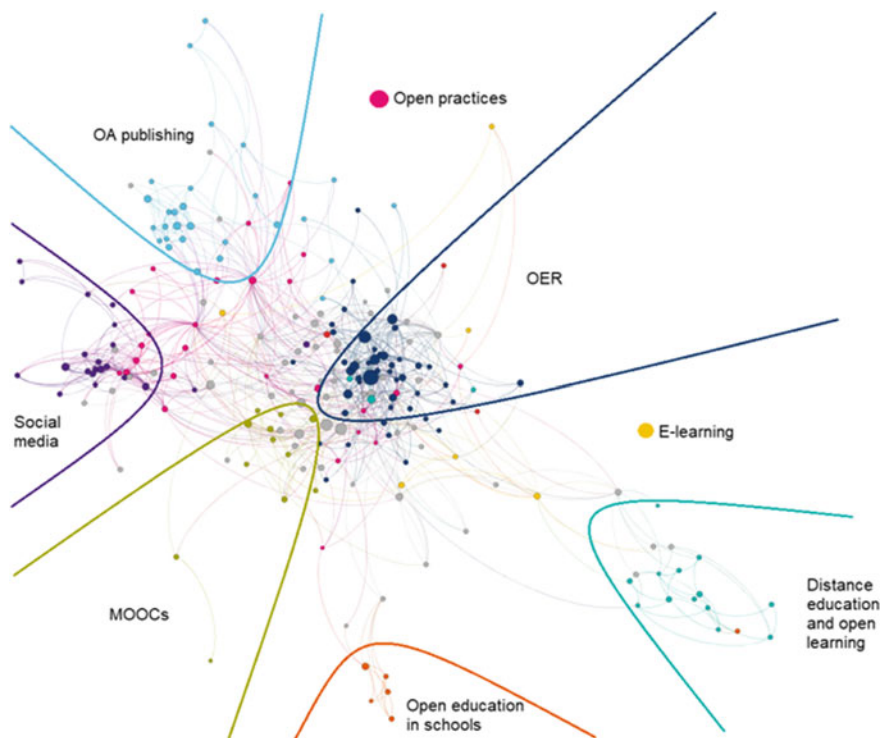 Open practices
OA publishing
OER
Social
media
E-learning
MOOCs
Distance
education
and open
learning
Open education
in schools